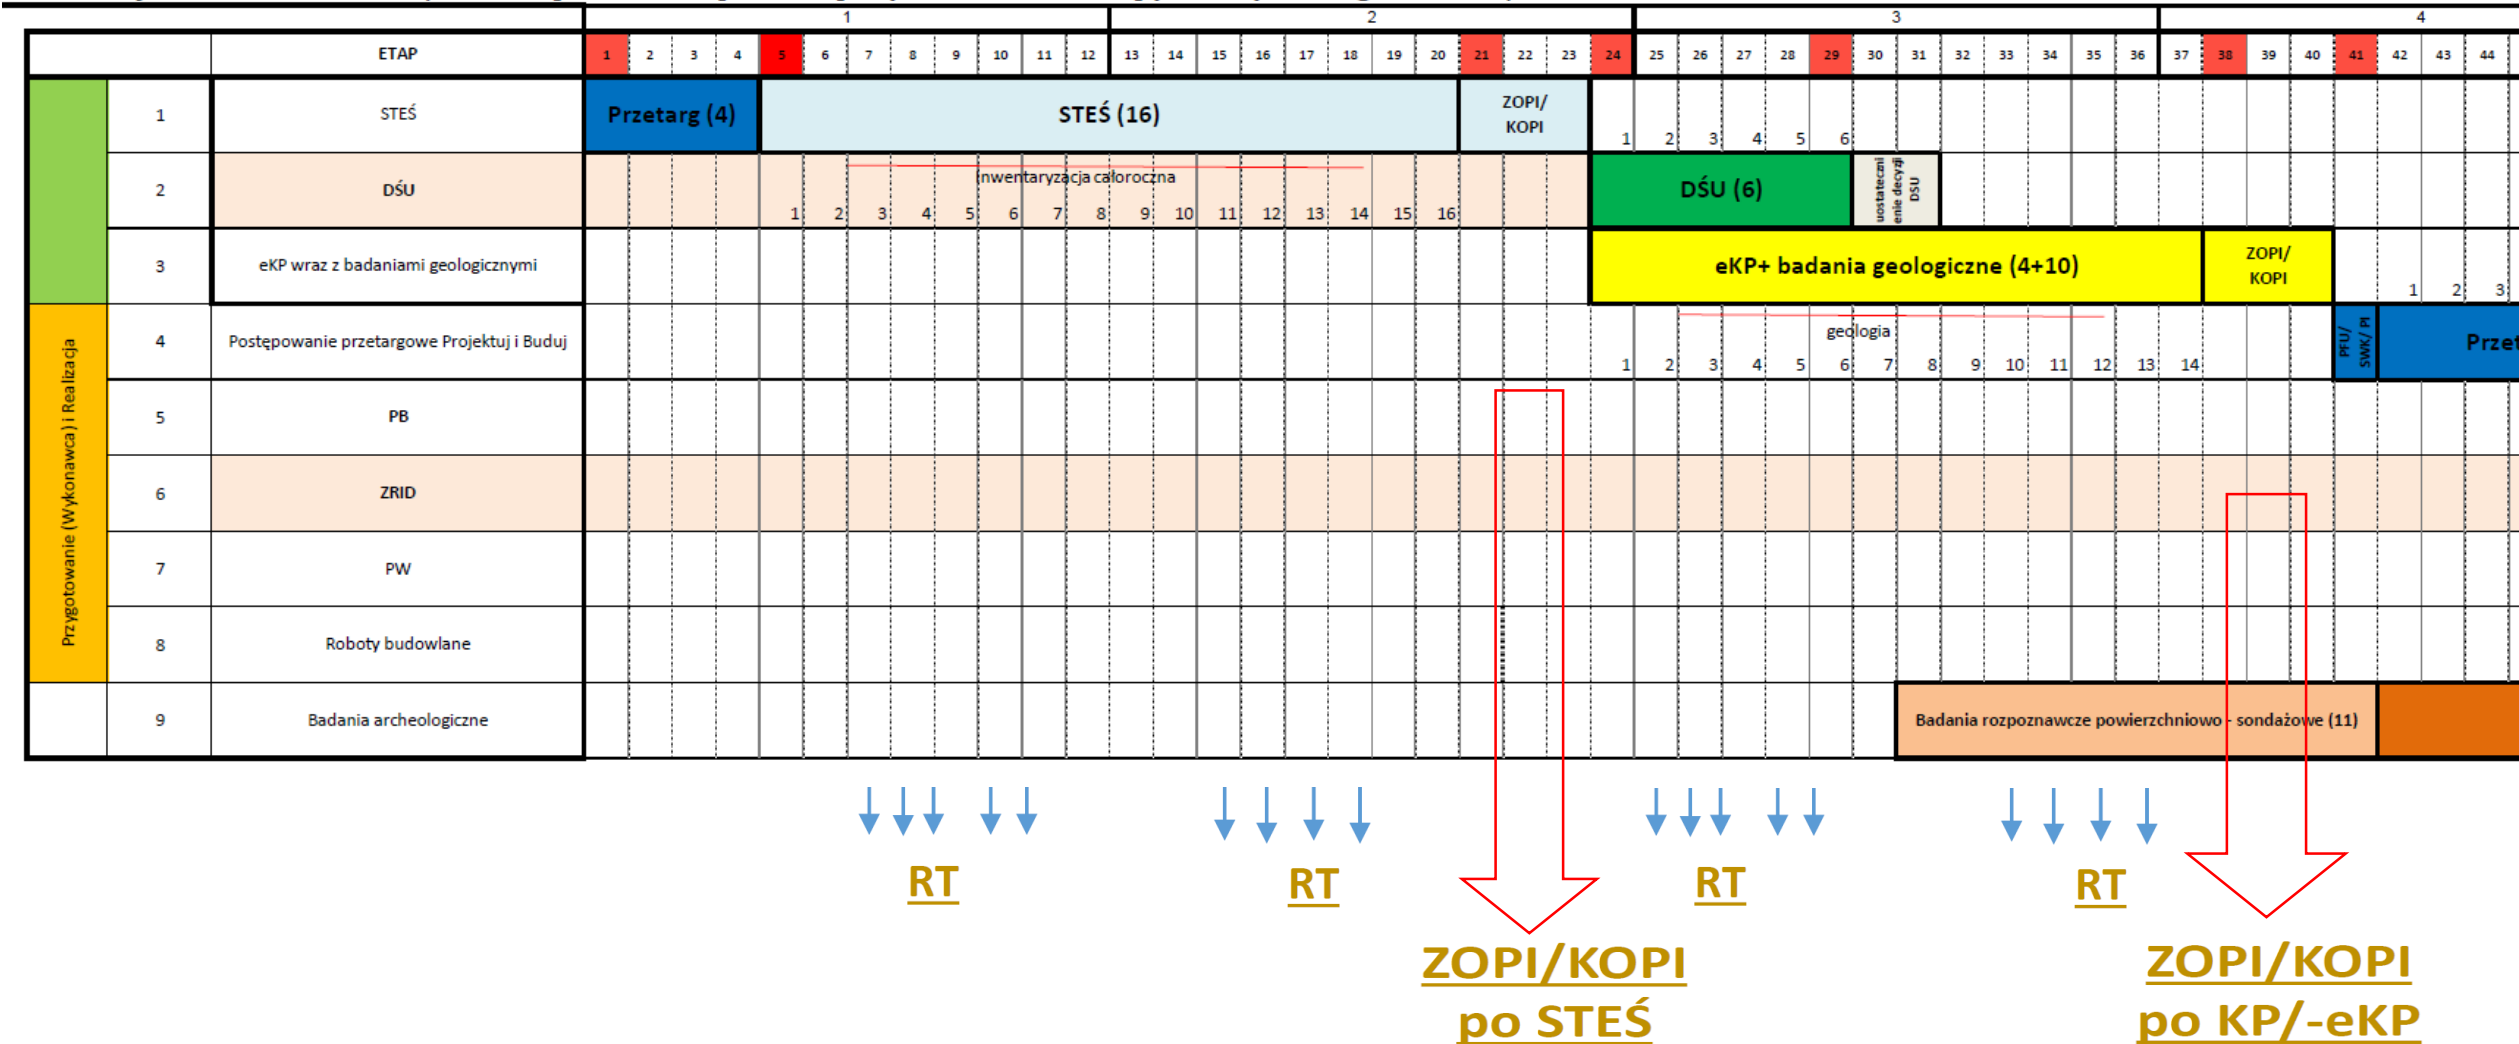 1 2 3 4
ETAP 1 2 3 4 5 6 7 8 9 10 11 12 13 14 15 16 17 18 19 20 21 22 23 24 25 26 27 28 29 30 31 32 33 34 35 36 37 38 39 40 41 42 43 44
1 STEŚ Przetarg (4) STEŚ (16) ZOPI/
KOPI
1 2 3 4 5 6
2 DŚU inwentaryzacja całoroczna DŚU (6) uostateczni
enie decyzji
DSU
1 2 3 4 5 6 7 8 9 10 11 12 13 14 15 16
3 eKP wraz z badaniami geologicznymi eKP+ badania geologiczne (4+10) ZOPI/
KOPI
1 2 3
Przygotowanie (Wykonawca) i Realizacja
4 Postępowanie przetargowe Projektuj i Buduj geologia PFU/
SWK/ PI
Przet
1 2 3 4 5 6 7 8 9 10 11 12 13 14
5 PB
6 ZRID
7 PW
8 Roboty budowlane
9 Badania archeologiczne Badania rozpoznawcze powierzchniowo - sondażowe (11)
RT RT RT RT
ZOPI/KOPI
po STEŚ
ZOPI/KOPI
po KP/-eKP